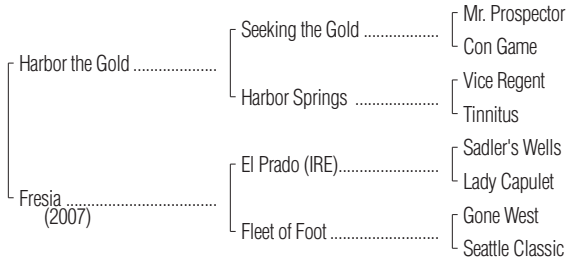 Mr. Prospector
Seeking the Gold ..................
Con Game
Harbor the Gold ....................
Vice Regent
Harbor Springs ....................
Tinnitus
Sadler's Wells
El Prado (IRE)........................
Lady Capulet
Fresia ....................................
(2007)
Gone West
Fleet of Foot ..........................
Seattle Classic